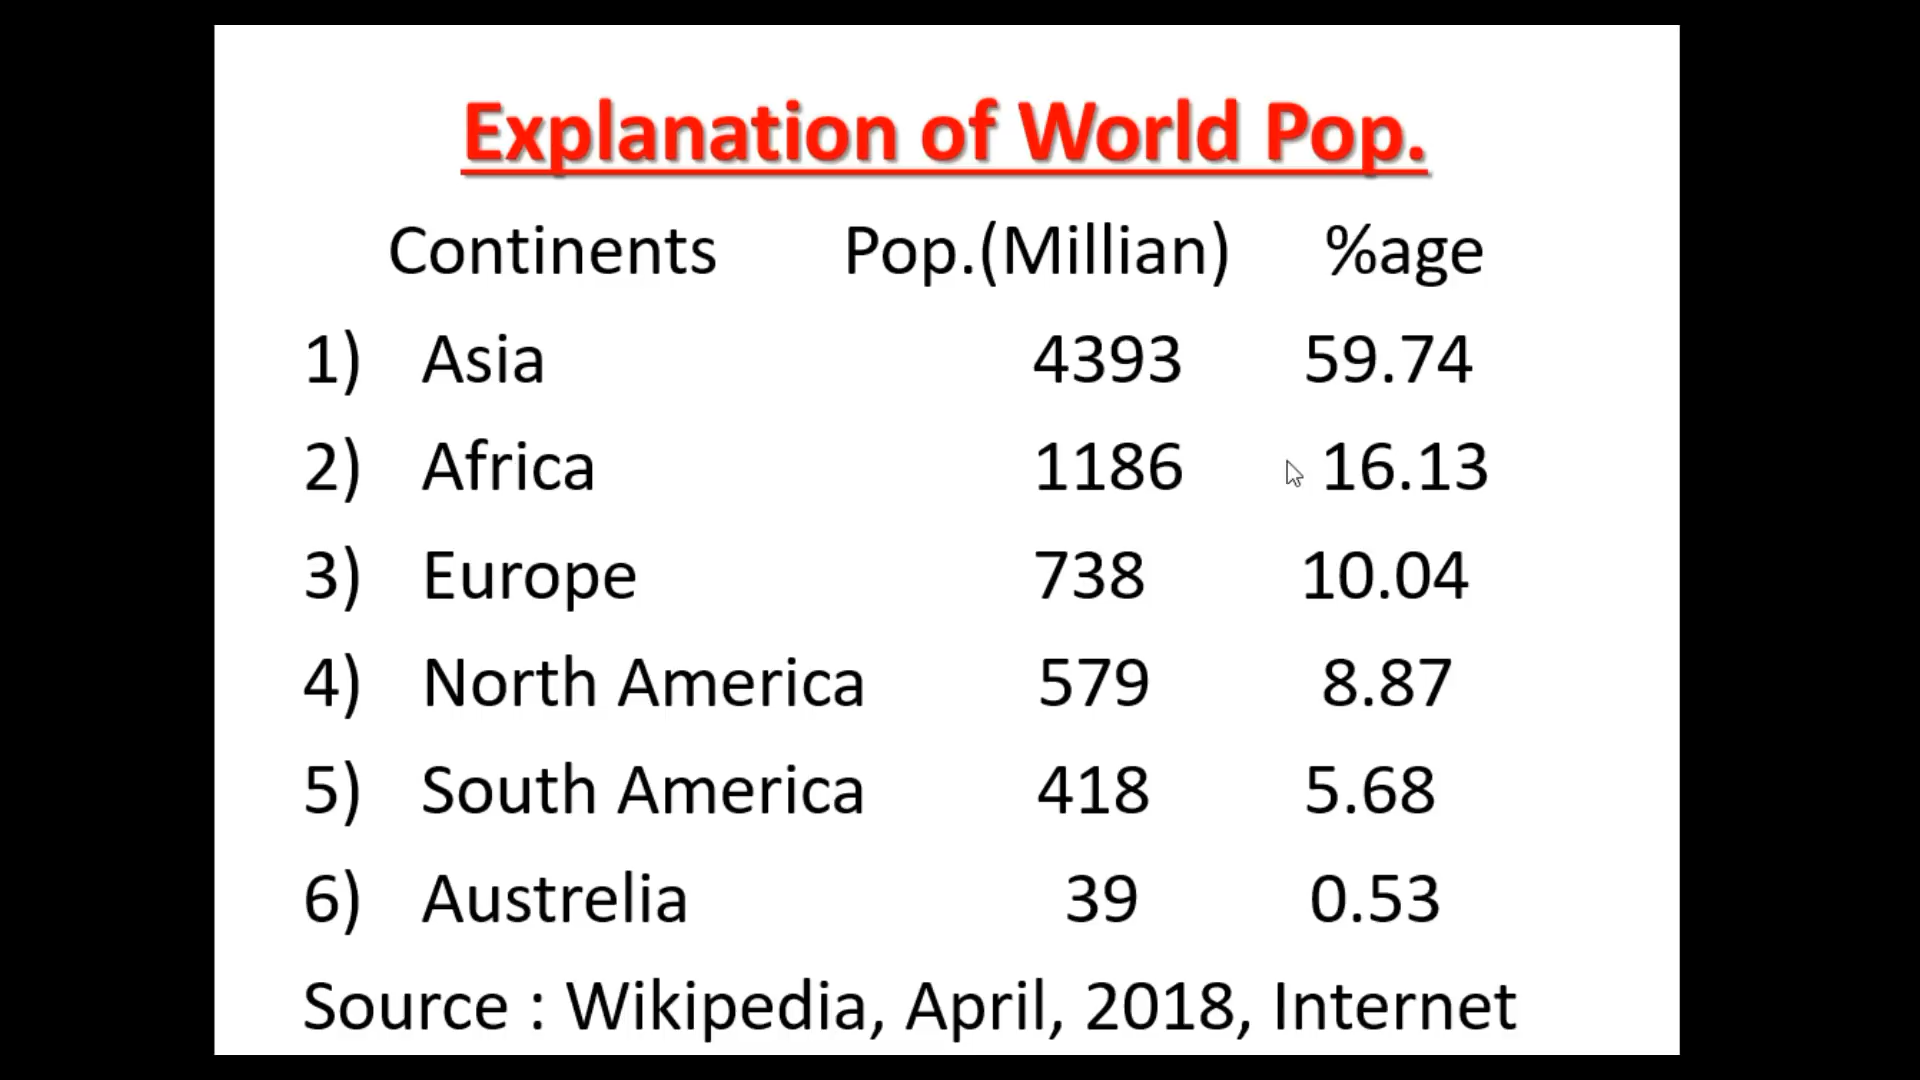 Explanation of World Pop.
Continents Pop.(Millian) %age
1) Asia 4393 59.74
2) Africa 1186 16.13
3) Europe 738 10.04
4) North America 579 8.87
5) South America 418 5.68
6) Austrelia 39 0.53
Source : Wikipedia, April, 2018, Internet